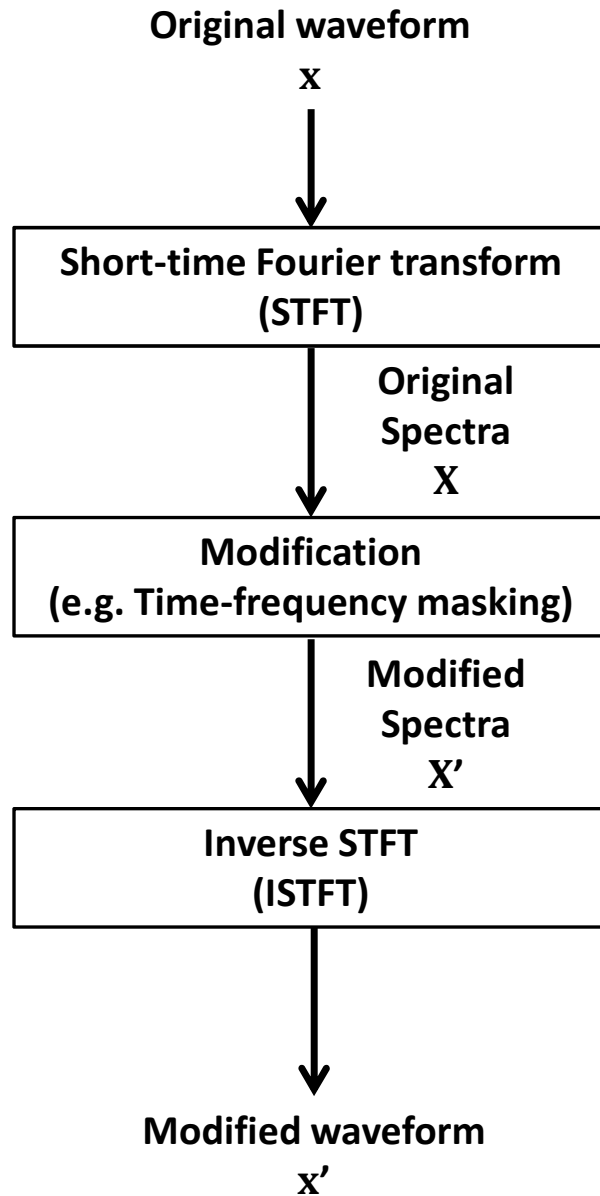 Original waveform
x
Short-time Fourier transform
(STFT)
Original
Spectra
X
Modification
(e.g. Time-frequency masking)
Modified
Spectra
X’
Inverse STFT
(ISTFT)
Modified waveform
x’